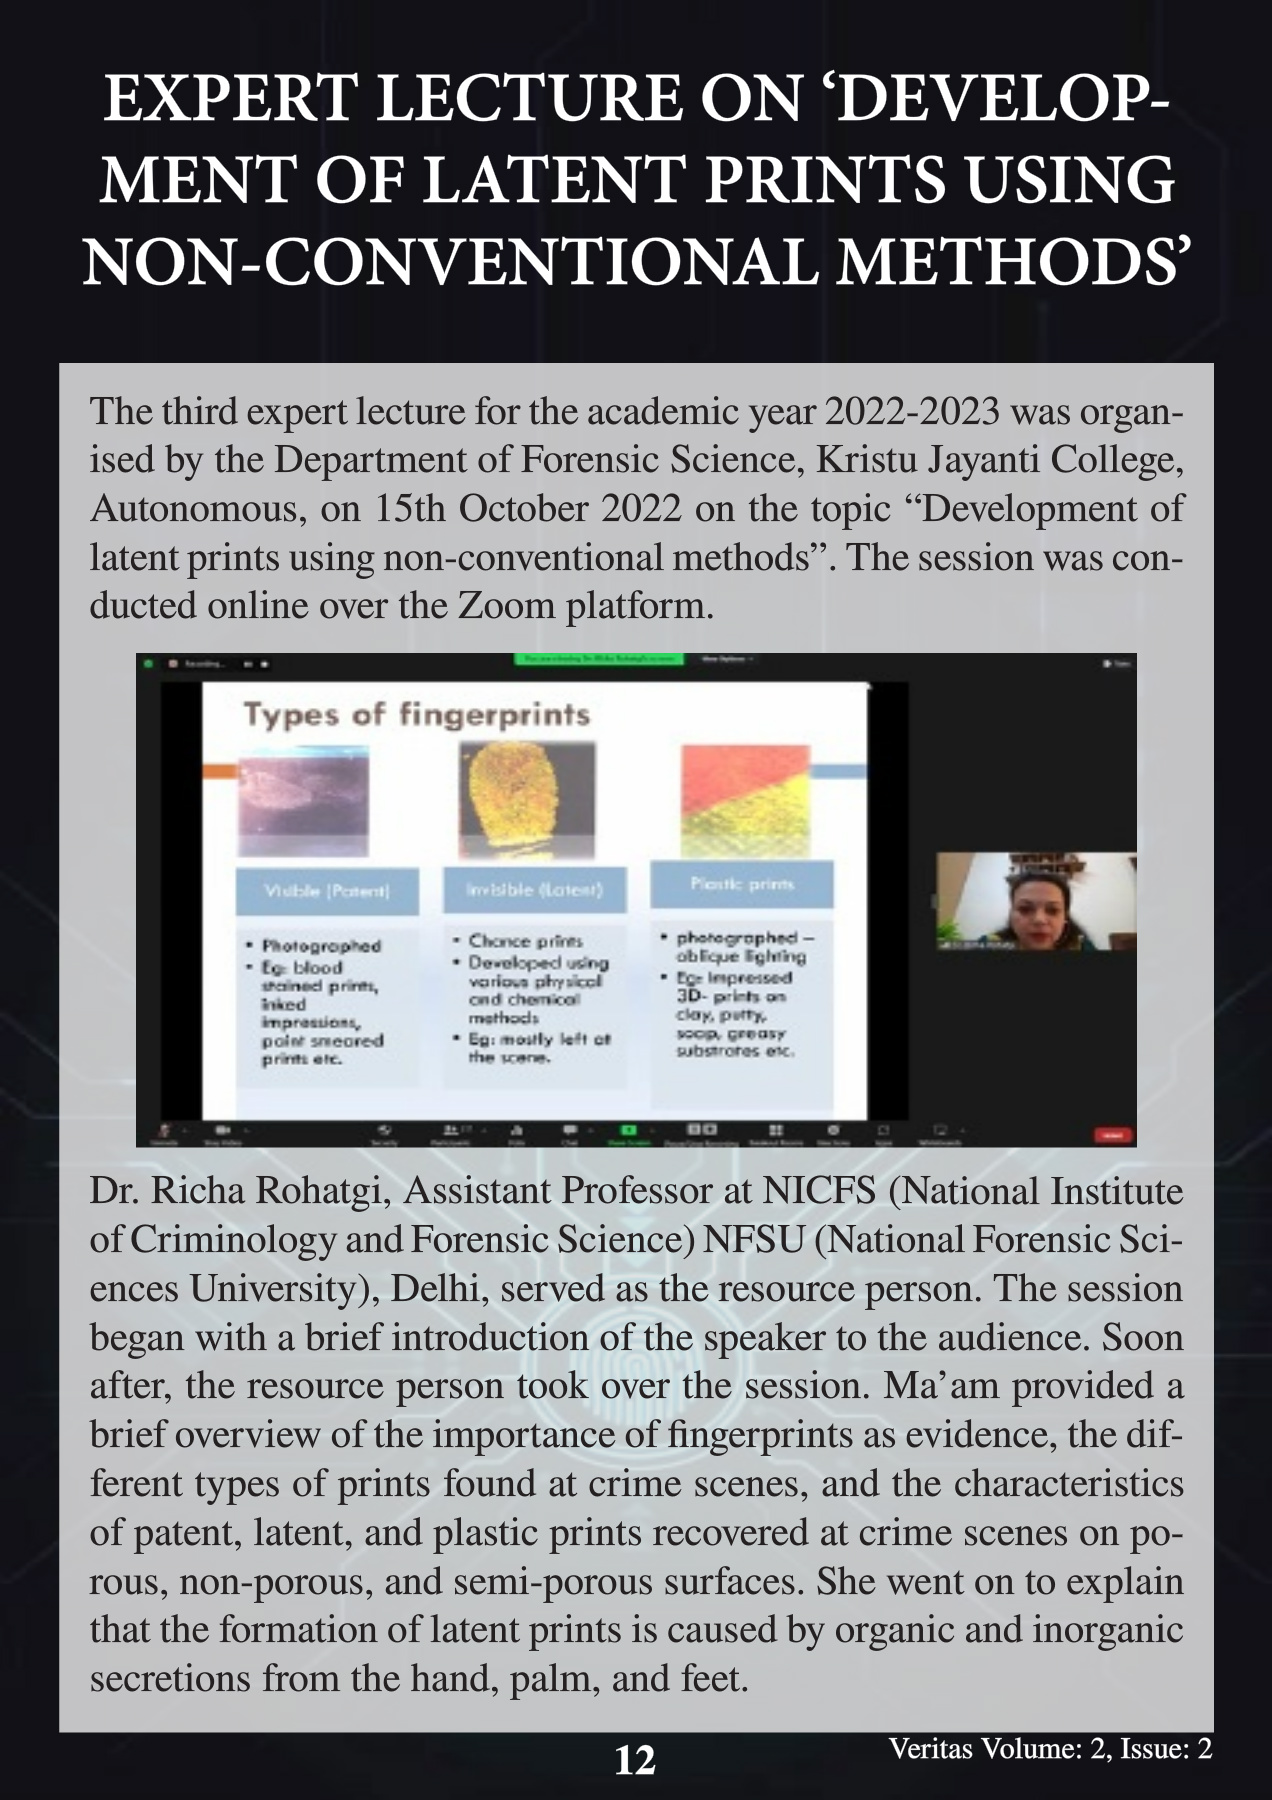 EXPERT LECTURE ON ‘DEVELOP-
MENT OF LATENT PRINTS USING
NON-CONVENTIONAL METHODS’
The third expert lecture for the academic year 2022-2023 was organ-
ised by the Department of Forensic Science, Kristu Jayanti College,
Autonomous, on 15th October 2022 on the topic “Development of
latent prints using non-conventional methods”. The session was con-
ducted online over the Zoom platform.
Recording...
Types of fingerprints
Visible (Patent)
• Photographed
• Eg: blood
stained prints,
inked
impressions,
paint smeared
prints etc.
Invisible (Latent)
• Chance prints
• Developed using
various physical
and chemical
methods
• Eg: mostly left at
the scene.
Plastic prints
• photographed –
oblique lighting
• Eg: Impressed
3D- prints on
clay, putty,
soap, greasy
substrates etc.
Dr. Richa Rohatgi, Assistant Professor at NICFS (National Institute
of Criminology and Forensic Science) NFSU (National Forensic Sci-
ences University), Delhi, served as the resource person. The session
began with a brief introduction of the speaker to the audience. Soon
after, the resource person took over the session. Ma’am provided a
brief overview of the importance of fingerprints as evidence, the dif-
ferent types of prints found at crime scenes, and the characteristics
of patent, latent, and plastic prints recovered at crime scenes on po-
rous, non-porous, and semi-porous surfaces. She went on to explain
that the formation of latent prints is caused by organic and inorganic
secretions from the hand, palm, and feet.
12
Veritas Volume: 2, Issue: 2